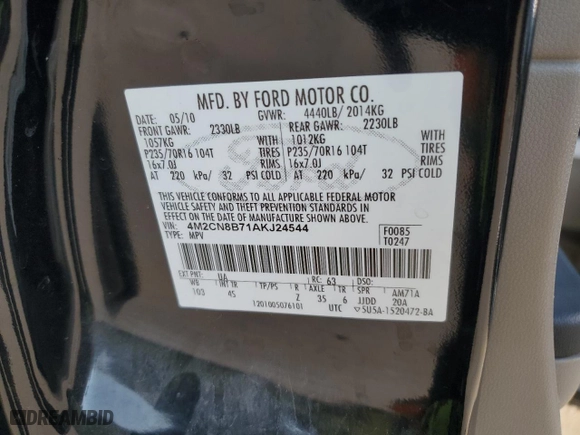 MFD. BY FORD MOTOR CO.
DATE: 05/10 GVWR: 4440LB/ 2014KG
FRONT GAWR: 2330LB REAR GAWR: 2230LB
1057KG WITH 1012KG WITH
P235/70R16 104T TIRES P235/70R16 104T TIRES
16x7.0J RIMS 16x7.0J RIMS
AT 220 kPa/ 32 PSI COLD AT 220 kPa/ 32 PSI COLD
THIS VEHICLE CONFORMS TO ALL APPLICABLE FEDERAL MOTOR
VEHICLE SAFETY AND THEFT PREVENTION STANDARDS IN
EFFECT ON THE DATE OF MANUFACTURE SHOWN ABOVE.
VIN: 4M2CN8B71AKJ24544 F0085
TYPE: MPV T0247
EXT PNT: UA RC: 63 DSO:
WB INT TR TP/PS R AXLE TR SPR AM71A
103 4S Z 35 6 JJDD 20A
1201005076101 UTC 5U5A-1520472-BA
IDREAMBID